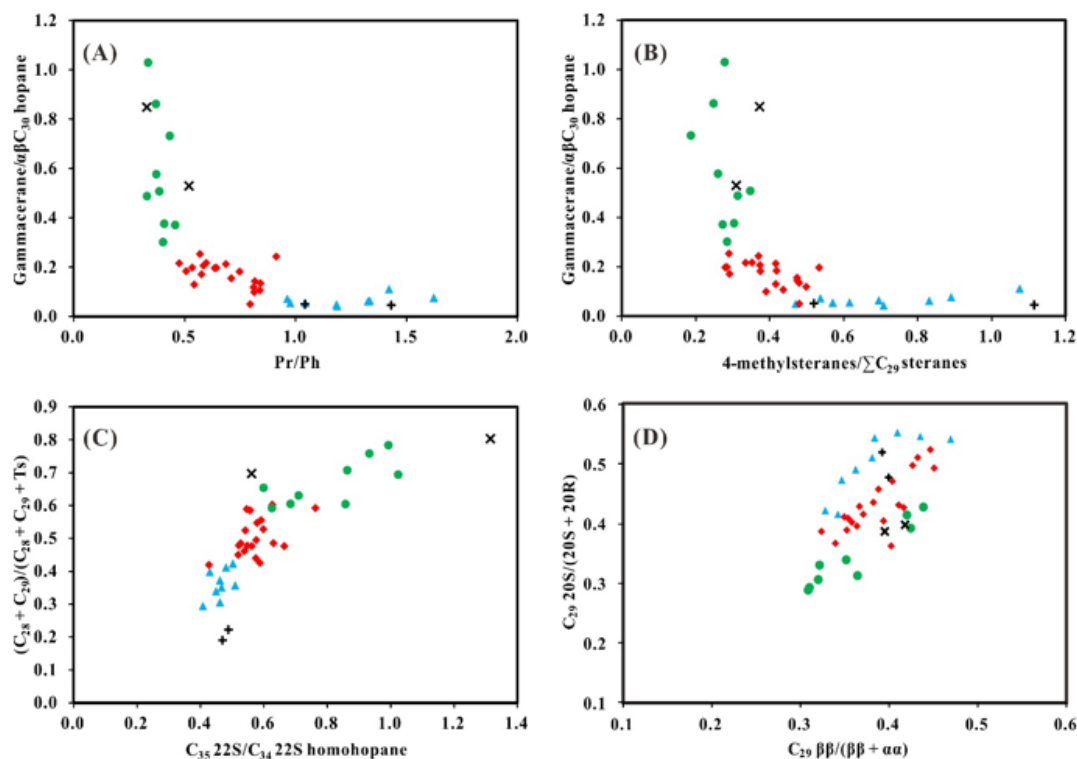 (A)
Gammacerane/αβC₃₀ hopane
1.2
1.0
0.8
0.6
0.4
0.2
0.0
0.0 0.5 1.0 1.5 2.0
Pr/Ph
(B)
Gammacerane/αβC₃₀ hopane
1.2
1.0
0.8
0.6
0.4
0.2
0.0
0.0 0.2 0.4 0.6 0.8 1.0 1.2
4-methylsteranes/∑C₂₉ steranes
(C)
(C₂₈ + C₂₉)/(C₂₈ + C₂₉ + Ts)
0.9
0.8
0.7
0.6
0.5
0.4
0.3
0.2
0.1
0.0
0.0 0.2 0.4 0.6 0.8 1.0 1.2 1.4
C₃₅ 22S/C₃₄ 22S homohopane
(D)
C₂₉ 20S/(20S + 20R)
0.6
0.5
0.4
0.3
0.2
0.1
0.1 0.2 0.3 0.4 0.5 0.6
C₂₉ ββ/(ββ + αα)